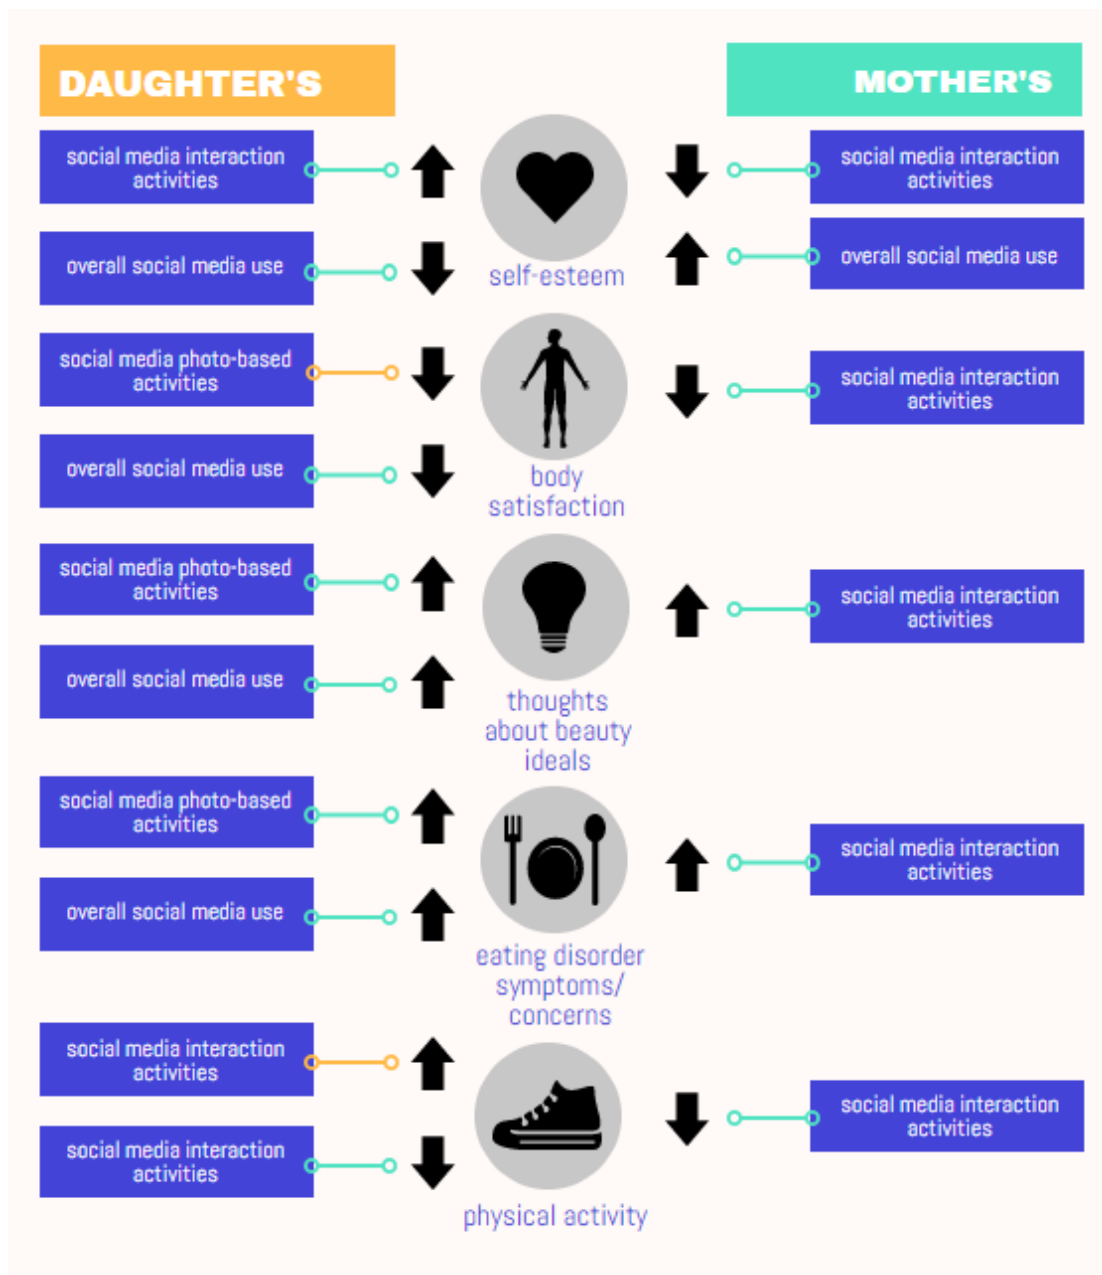 DAUGHTER'S
MOTHER'S
social media interaction
activities
social media interaction
activities
overall social media use
overall social media use
self-esteem
social media photo-based
activities
social media interaction
activities
overall social media use
body
satisfaction
social media photo-based
activities
social media interaction
activities
overall social media use
thoughts
about beauty
ideals
social media photo-based
activities
social media interaction
activities
overall social media use
eating disorder
symptoms/
concerns
social media interaction
activities
social media interaction
activities
social media interaction
activities
physical activity